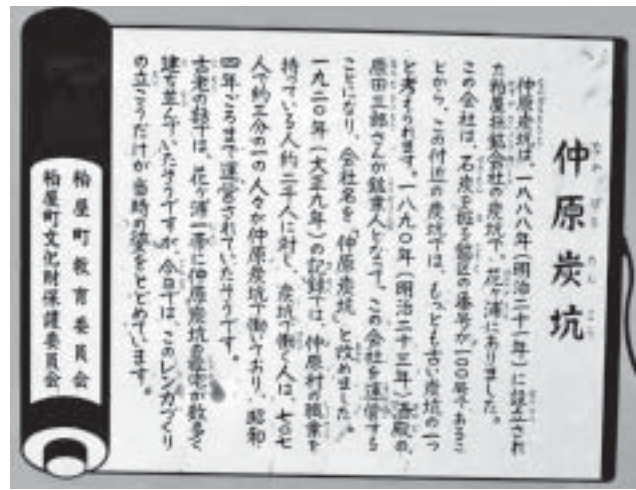 仲原炭坑
なか ばる たん こう
仲原炭坑は、一八八八年(明治二十一年)に設立され
た粕屋採鉱会社の炭坑で、花ヶ浦にありました。
この会社は、石炭を掘る鉱区の番号が一〇〇号であるこ
とから、この付近の炭坑では、もっとも古い炭坑の一つ
と考えられます。一八九〇年(明治二十三年)酒殿の、
原田三郎さんが鉱業人となって、この会社を運営する
ことになり、会社名を「仲原炭坑」と改めました。
一九二〇年(大正九年)の記録では、仲原村の職業を
持っている人約二千人に対し、炭坑で働く人は、七〇七
人で約三分の一の人々が仲原炭坑で働いており、昭和
四年ごろまで運営されていたそうです。
古老の話では、花ヶ浦一帯に仲原炭坑の社宅が数多く
建ち並んでいたそうですが、今日では、このレンガづくり
の立こうだけが当時の姿をとどめています。
粕屋町教育委員会
粕屋町文化財保護委員会